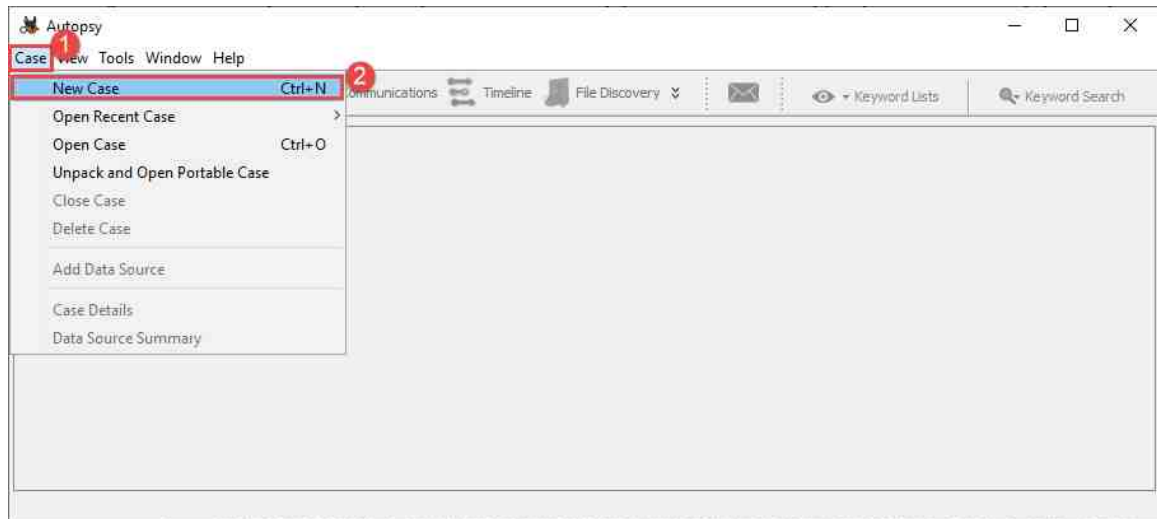 Autopsy
1
Case View Tools Window Help
2
New Case Ctrl+N
Communications Timeline File Discovery Keyword Lists Keyword Search
Open Recent Case
Open Case Ctrl+O
Unpack and Open Portable Case
Close Case
Delete Case
Add Data Source
Case Details
Data Source Summary